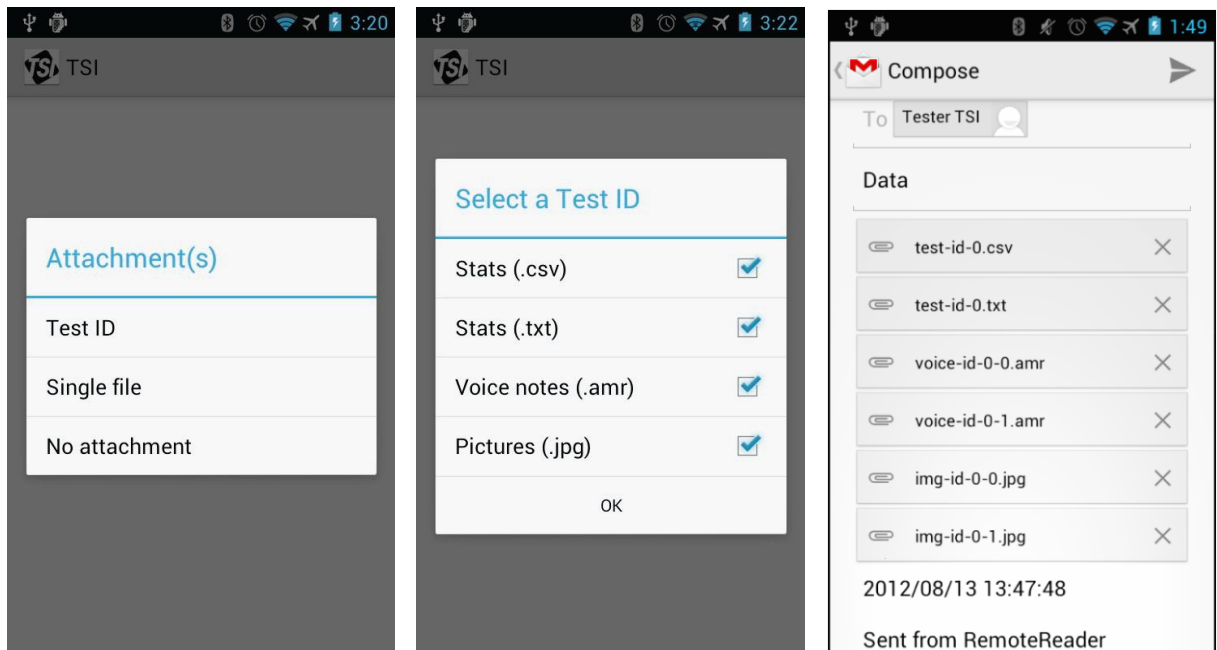 3:20
TSI TSI
Attachment(s)
Test ID
Single file
No attachment
3:22
TSI TSI
Select a Test ID
Stats (.csv)
Stats (.txt)
Voice notes (.amr)
Pictures (.jpg)
OK
1:49
Compose
To Tester TSI
Data
test-id-0.csv
test-id-0.txt
voice-id-0-0.amr
voice-id-0-1.amr
img-id-0-0.jpg
img-id-0-1.jpg
2012/08/13 13:47:48
Sent from RemoteReader